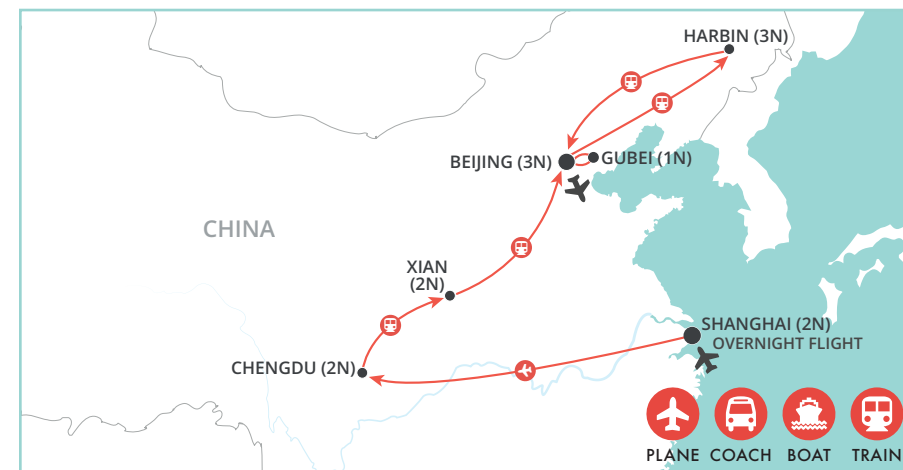 HARBIN (3N)
BEIJING (3N)
GUBEI (1N)
CHINA
XIAN
(2N)
SHANGHAI (2N)
OVERNIGHT FLIGHT
CHENGDU (2N)
PLANE COACH BOAT TRAIN